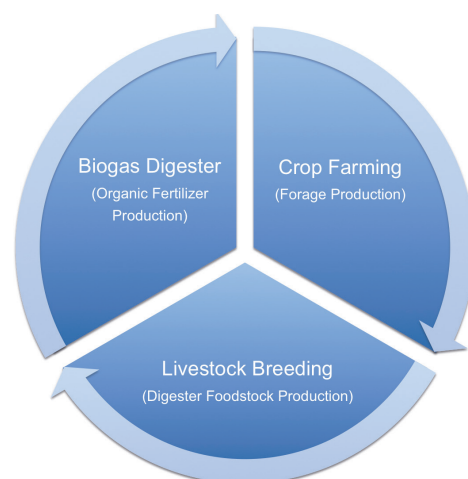 Biogas Digester
(Organic Fertilizer
Production)
Crop Farming
(Forage Production)
Livestock Breeding
(Digester Foodstock Production)